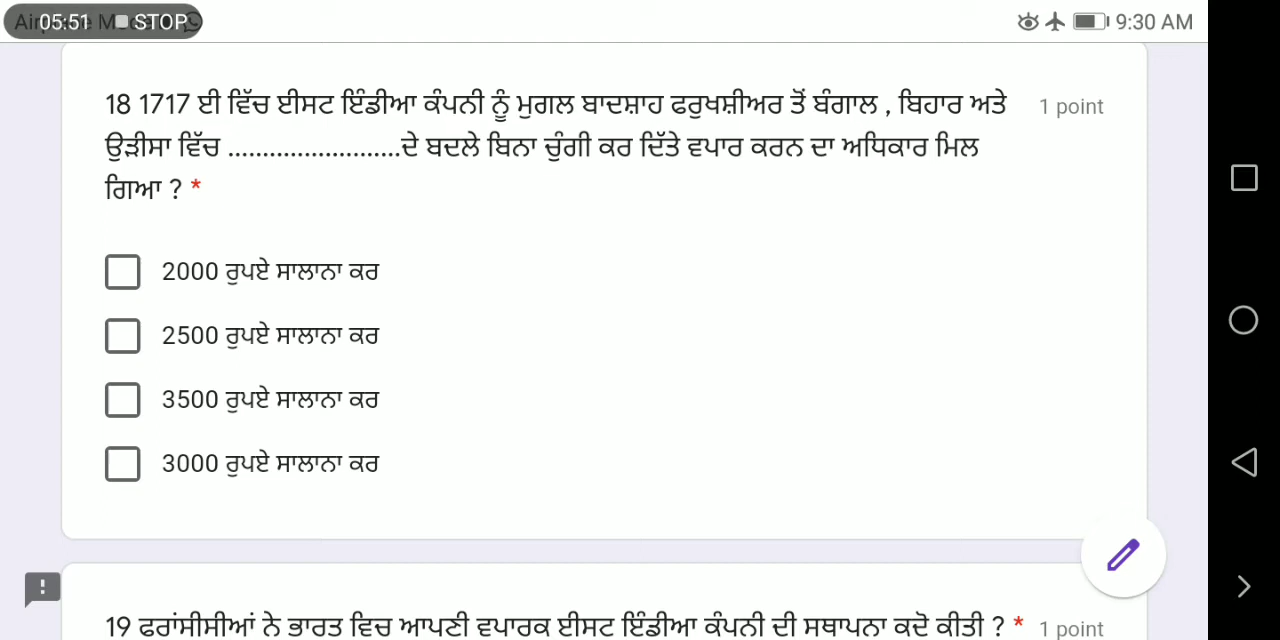 05:51 STOP
9:30 AM
18 1717 ਈ ਵਿੱਚ ਈਸਟ ਇੰਡੀਆ ਕੰਪਨੀ ਨੂੰ ਮੁਗਲ ਬਾਦਸ਼ਾਹ ਫਰੁਖਸ਼ੀਅਰ ਤੋਂ ਬੰਗਾਲ , ਬਿਹਾਰ ਅਤੇ 1 point
ਉੜੀਸਾ ਵਿੱਚ .........................ਦੇ ਬਦਲੇ ਬਿਨਾ ਚੁੰਗੀ ਕਰ ਦਿੱਤੇ ਵਪਾਰ ਕਰਨ ਦਾ ਅਧਿਕਾਰ ਮਿਲ
ਗਿਆ ? *
2000 ਰੁਪਏ ਸਾਲਾਨਾ ਕਰ
2500 ਰੁਪਏ ਸਾਲਾਨਾ ਕਰ
3500 ਰੁਪਏ ਸਾਲਾਨਾ ਕਰ
3000 ਰੁਪਏ ਸਾਲਾਨਾ ਕਰ
19 ਫਰਾਂਸੀਸੀਆਂ ਨੇ ਭਾਰਤ ਵਿਚ ਆਪਣੀ ਵਪਾਰਕ ਈਸਟ ਇੰਡੀਆ ਕੰਪਨੀ ਦੀ ਸਥਾਪਨਾ ਕਦੋ ਕੀਤੀ ? * 1 point